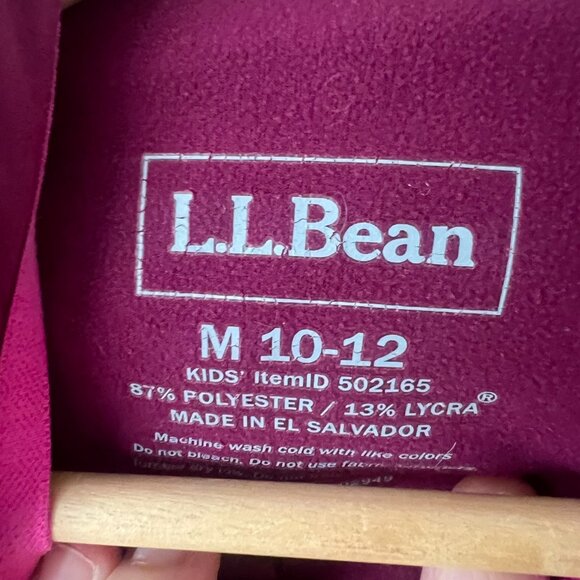 L.L.Bean
M 10-12
KIDS' ItemID 502165
87% POLYESTER / 13% LYCRA®
MADE IN EL SALVADOR
Machine wash cold with like colors
Do not bleach. Do not use fabric